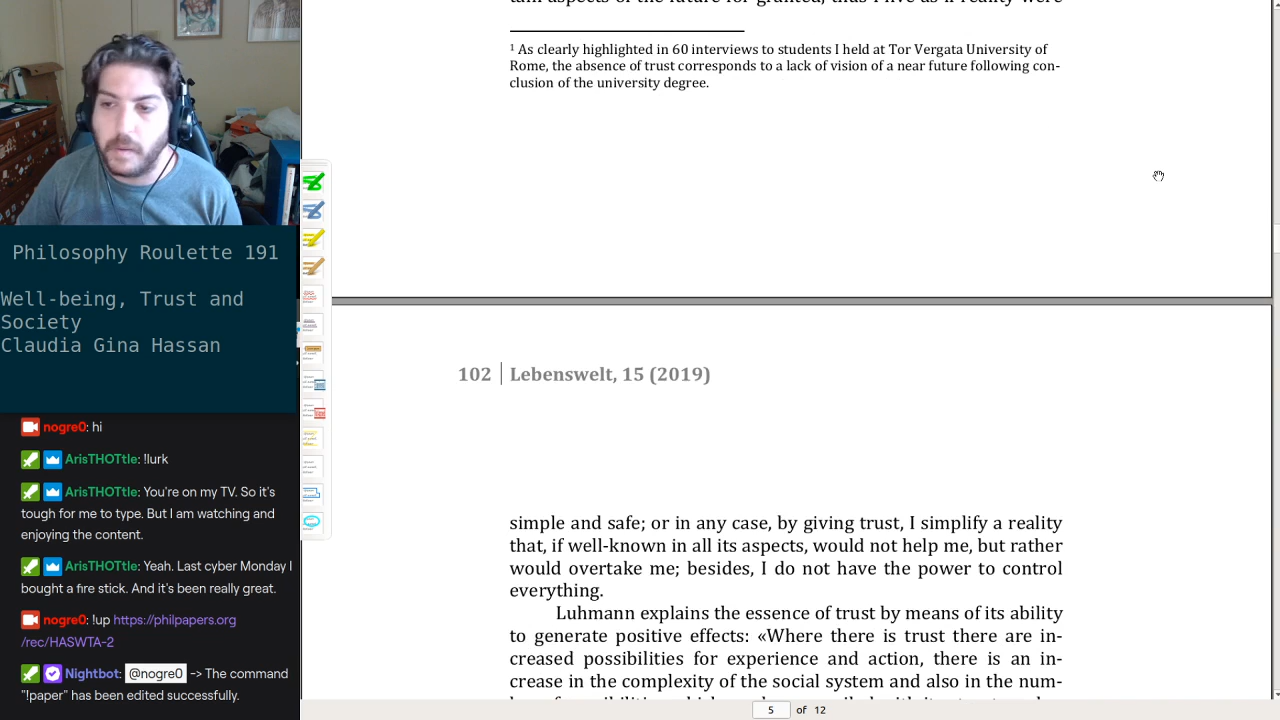 Philosophy Roulette 191
Well-being, Trust and
Society
Claudia Gina Hassan
nogre0: hi
ArisTHOTtle: !lurk
ArisTHOTtle: You're on my TV. So it's
tough for me to type. But I am watching and
enjoying the content.
ArisTHOTtle: Yeah. Last cyber Monday I
bought a fire stick. And it's been really great.
nogre0: !up https://philpapers.org
/rec/HASWTA-2
Nightbot: @nogre0 -> The command
"!paper" has been edited successfully.
1 As clearly highlighted in 60 interviews to students I held at Tor Vergata University of
Rome, the absence of trust corresponds to a lack of vision of a near future following con-
clusion of the university degree.
102 Lebenswelt, 15 (2019)
simple and safe; or in any case, by giving trust, I simplify a reality
that, if well-known in all its aspects, would not help me, but rather
would overtake me; besides, I do not have the power to control
everything.
Luhmann explains the essence of trust by means of its ability
to generate positive effects: «Where there is trust there are in-
creased possibilities for experience and action, there is an in-
crease in the complexity of the social system and also in the num-
5 of 12